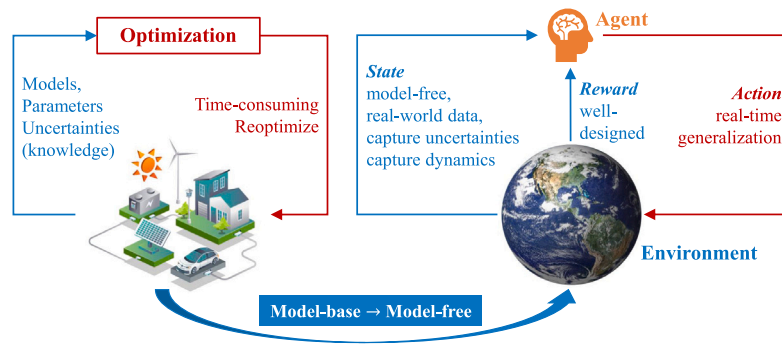 Optimization
Models,
Parameters
Uncertainties
(knowledge)
Time-consuming
Reoptimize
Agent
State
model-free,
real-world data,
capture uncertainties
capture dynamics
Reward
well-
designed
Action
real-time
generalization
Environment
Model-base → Model-free